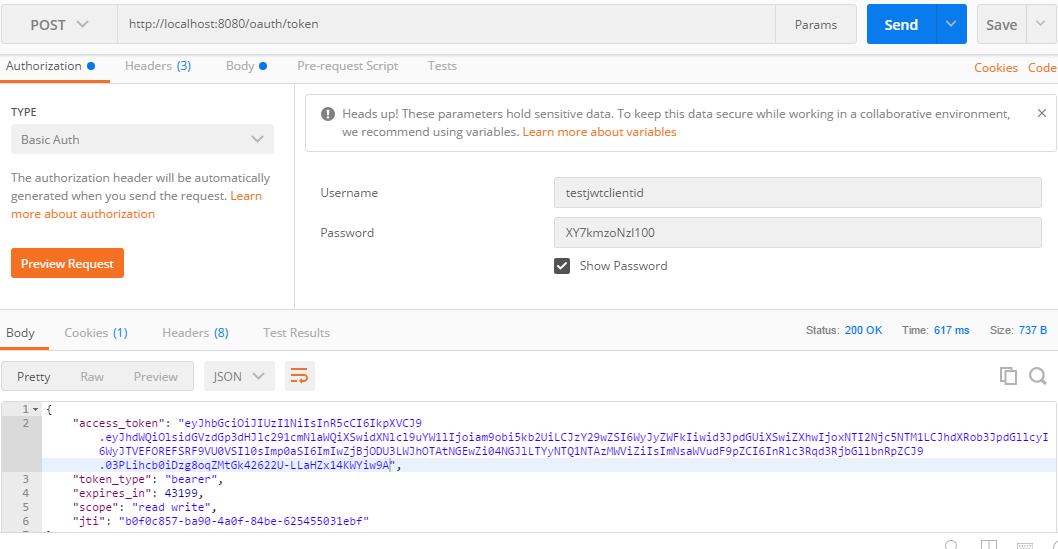 POST http://localhost:8080/oauth/token Params Send Save
Authorization Headers (3) Body Pre-request Script Tests Cookies Code
TYPE
Basic Auth
The authorization header will be automatically
generated when you send the request. Learn
more about authorization
Preview Request
Heads up! These parameters hold sensitive data. To keep this data secure while working in a collaborative environment,
we recommend using variables. Learn more about variables
Username testjwtclientid
Password XY7kmzoNzl100
Show Password
Body Cookies (1) Headers (8) Test Results Status: 200 OK Time: 617 ms Size: 737 B
Pretty Raw Preview JSON
1 {
2 "access_token": "eyJhbGciOiJIUzI1NiIsInR5cCI6IkpXVCJ9
.eyJhdWQiOlsidGVzdGp3dHJlc291cmNlaWQiXSwidXNlcl9uYW1lIjoiam9obi5kb2UiLCJzY29wZSI6WyJyZWFkIiwid3JpdGUiXSwiZXhwIjoxNTI2Njc5NTM1LCJhdXRob3JpdGllcyI
6WyJTVEFOREFSRF9VU0VSIl0sImp0aSI6ImIwZjBjODU3LWJhOTAtNGEwZi04NGJlLTYyNTQ1NTAzMWViZiIsImNsaWVudF9pZCI6InRlc3Rqd3RjbGllbnRpZCJ9
.03PLihcb0iDzg8oqZMtGk42622U-LLaHZx14KWYiw9A",
3 "token_type": "bearer",
4 "expires_in": 43199,
5 "scope": "read write",
6 "jti": "b0f0c857-ba90-4a0f-84be-625455031ebf"